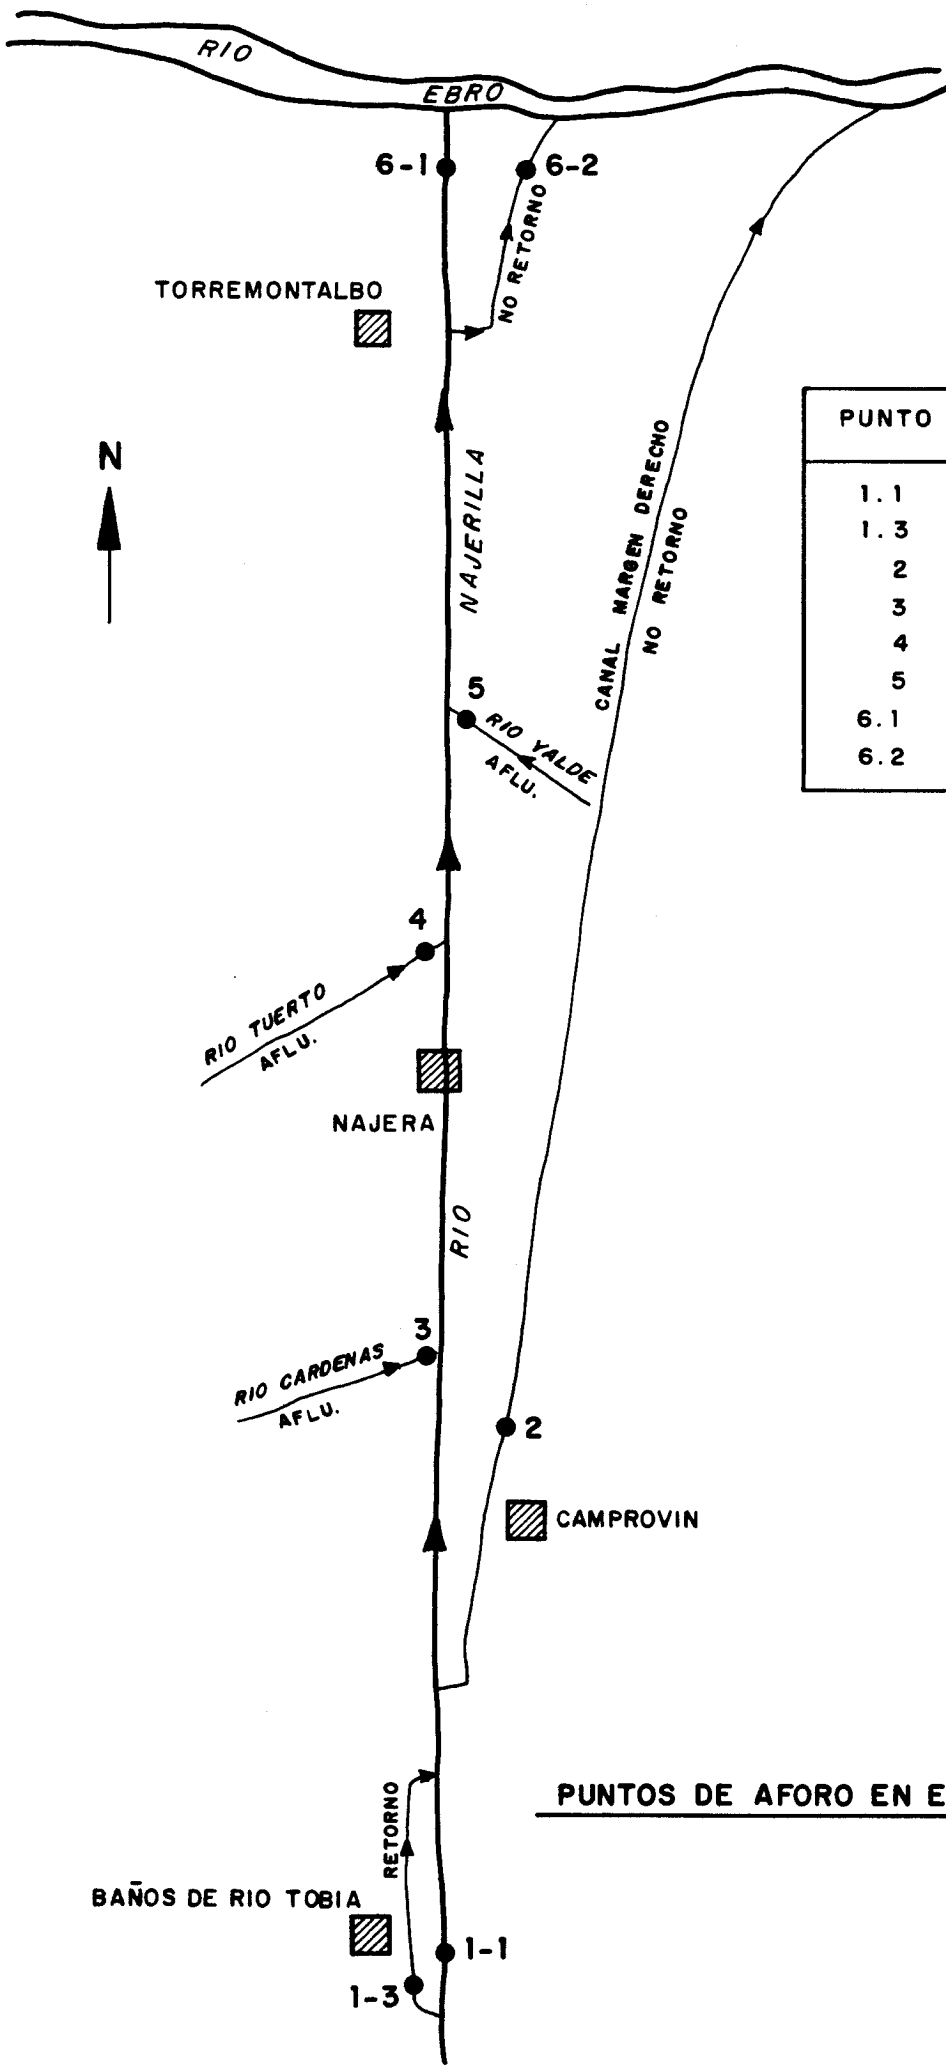 RIO
EBRO
6-1
6-2
NO RETORNO
TORREMONTALBO
N
NAJERILLA
CANAL MARGEN DERECHO
NO RETORNO
PUNTO
1.1
1.3
2
3
4
5
6.1
6.2
5
RIO YALDE
AFLU.
4
RIO TUERTO
AFLU.
NAJERA
RIO
3
RIO CARDENAS
AFLU.
2
CAMPROVIN
RETORNO
PUNTOS DE AFORO EN E
BAÑOS DE RIO TOBIA
1-1
1-3